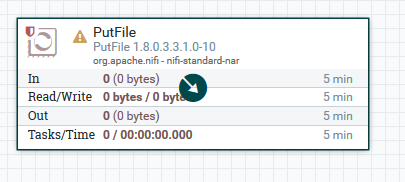 PutFile
PutFile 1.8.0.3.3.1.0-10
org.apache.nifi - nifi-standard-nar
In 0 (0 bytes) 5 min
Read/Write 0 bytes / 0 bytes 5 min
Out 0 (0 bytes) 5 min
Tasks/Time 0 / 00:00:00.000 5 min